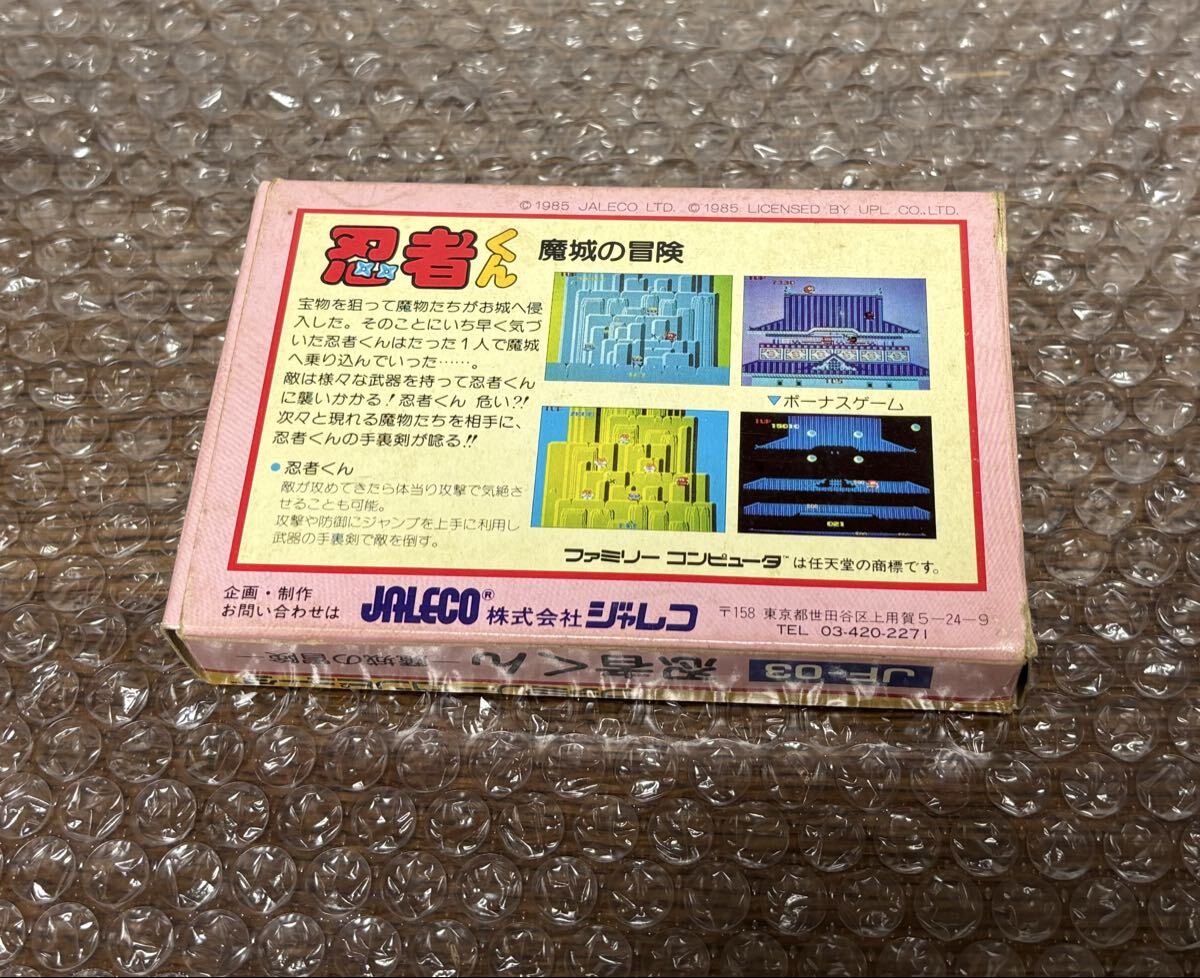 ©1985 JALECO LTD. ©1985 LICENSED BY UPL CO.,LTD.
忍者くん 魔城の冒険
宝物を狙って魔物たちがお城へ侵
入した。そのことにいち早く気づ
いた忍者くんはたった1人で魔城
へ乗り込んでいった……。
敵は様々な武器を持って忍者くん
に襲いかかる!忍者くん 危い?!
次々と現れる魔物たちを相手に、
忍者くんの手裏剣が唸る!!
●忍者くん
敵が攻めてきたら体当り攻撃で気絶さ
せることも可能。
攻撃や防御にジャンプを上手に利用し
武器の手裏剣で敵を倒す。
1UP
1UP
▼ボーナスゲーム
1UP
1UP
15010
021
ファミリー コンピュータ™は任天堂の商標です。
企画・制作
お問い合わせは
JALECO® 株式会社ジャレコ
〒158 東京都世田谷区上用賀5-24-9
TEL 03-420-2271
JF-03
忍者くん
-魔城の冒険-